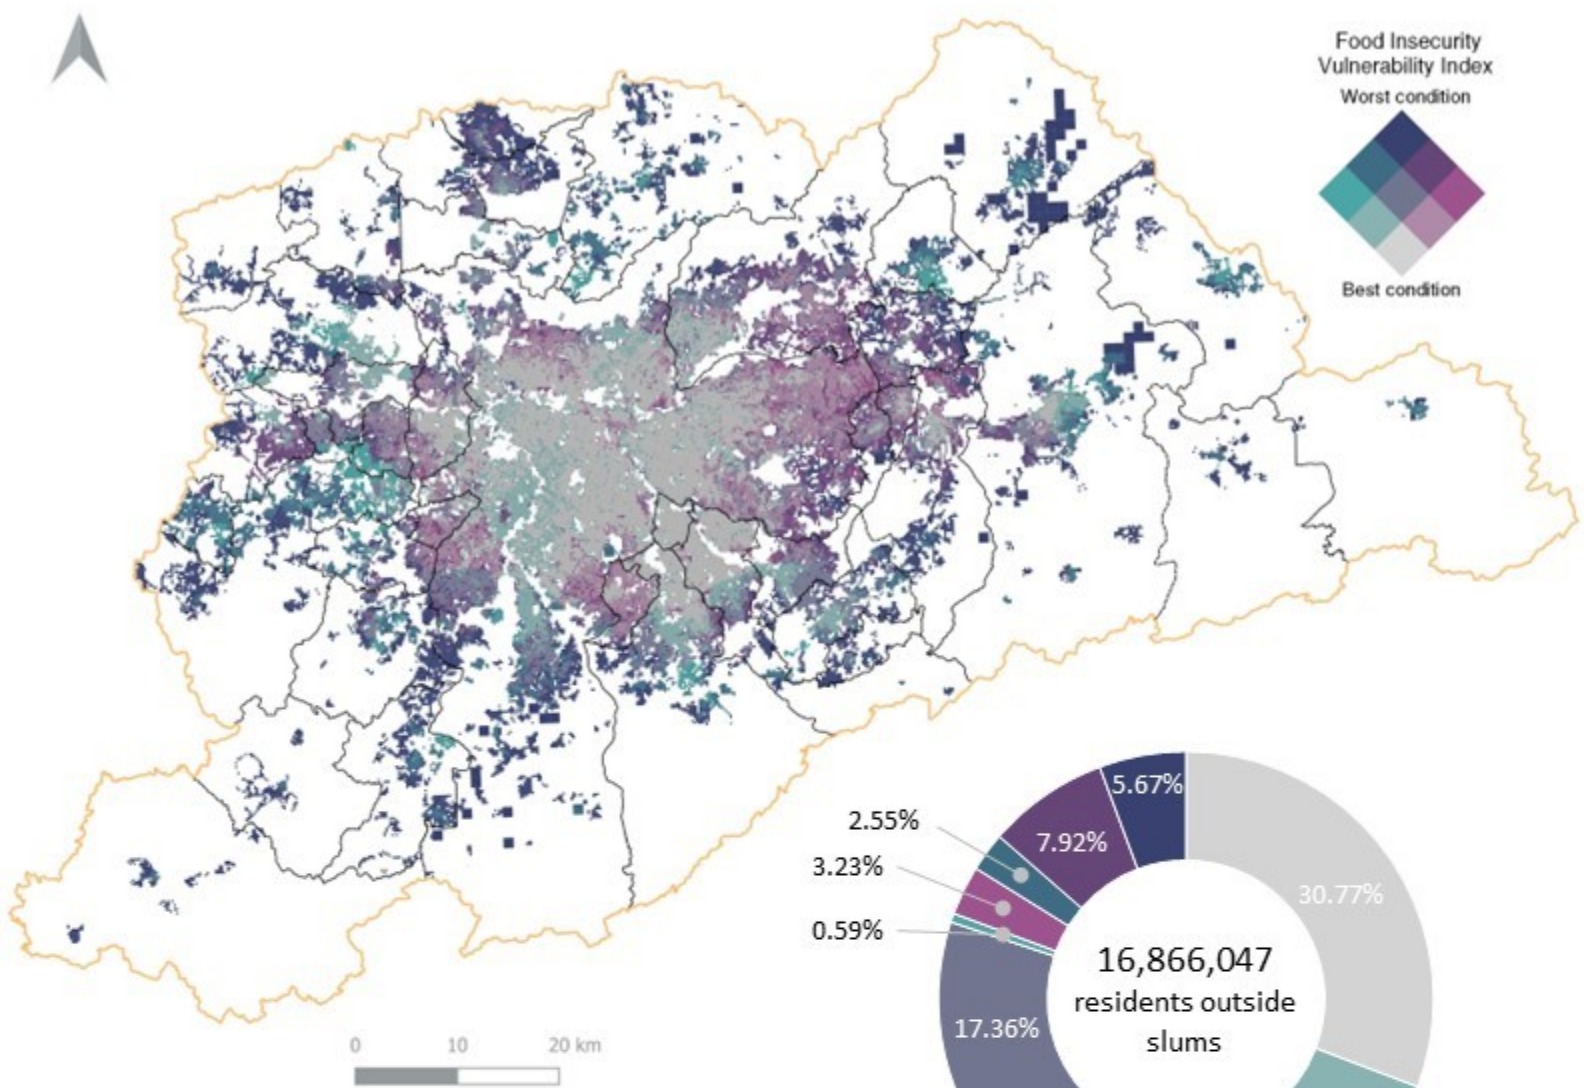 Food Insecurity
Vulnerability Index
Worst condition
Best condition
5.67%
2.55%
7.92%
3.23%
30.77%
0.59%
16,866,047
residents outside
slums
17.36%
0 10 20 km